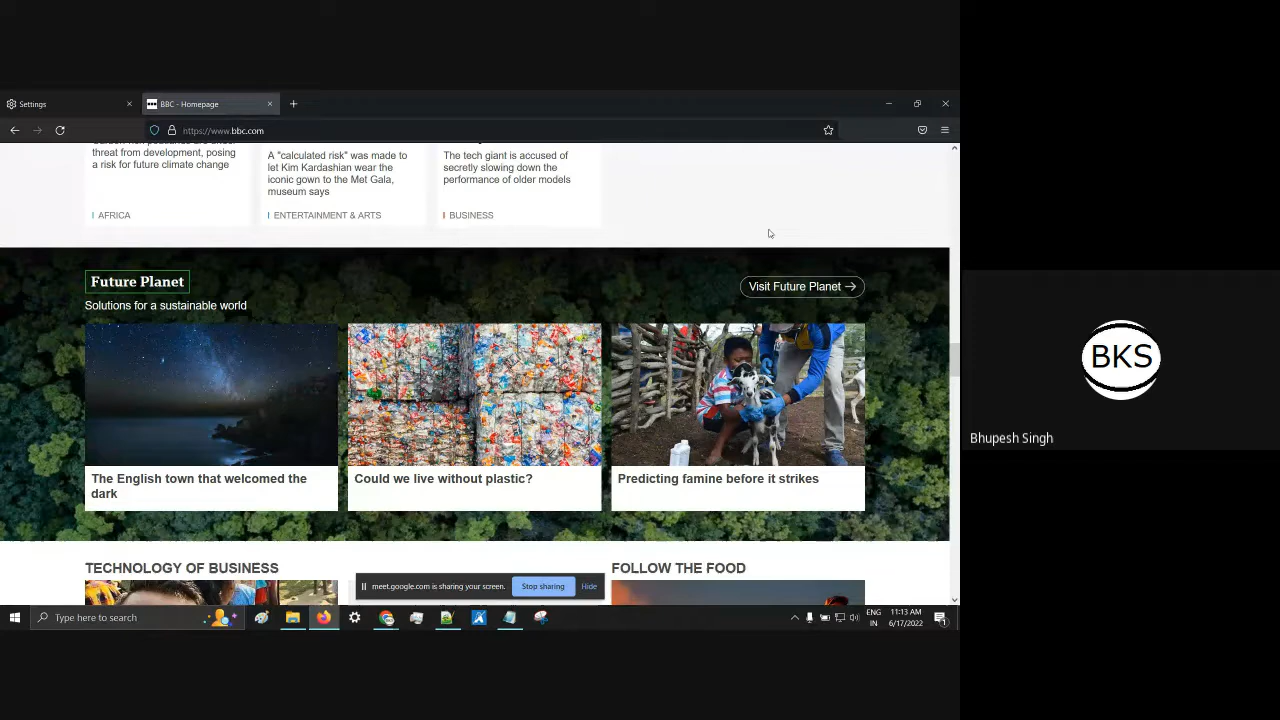 Settings
BBC - Homepage
https://www.bbc.com
threat from development, posing
a risk for future climate change
AFRICA
A "calculated risk" was made to
let Kim Kardashian wear the
iconic gown to the Met Gala,
museum says
ENTERTAINMENT & ARTS
The tech giant is accused of
secretly slowing down the
performance of older models
BUSINESS
Future Planet
Visit Future Planet
Solutions for a sustainable world
The English town that welcomed the
dark
Could we live without plastic?
Predicting famine before it strikes
TECHNOLOGY OF BUSINESS
FOLLOW THE FOOD
meet.google.com is sharing your screen.
Stop sharing
Hide
Type here to search
ENG
IN
11:13 AM
6/17/2022
1
BKS
Bhupesh Singh